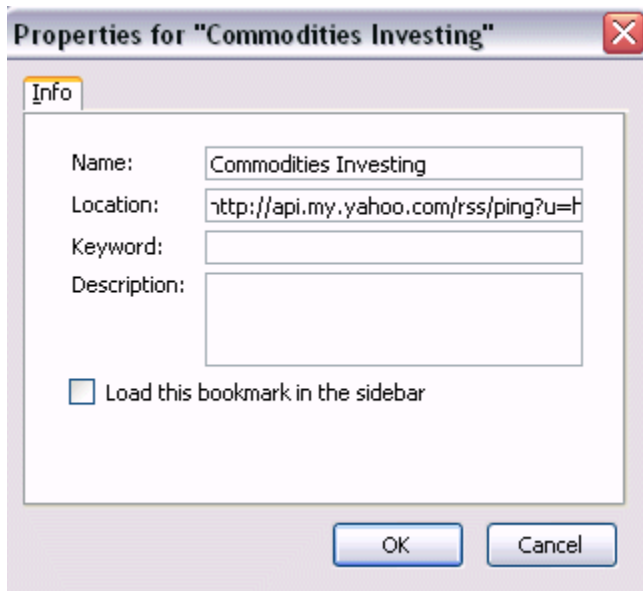 Properties for "Commodities Investing"
Info
Name: Commodities Investing
Location: http://api.my.yahoo.com/rss/ping?u=h
Keyword:
Description:
Load this bookmark in the sidebar
OK Cancel